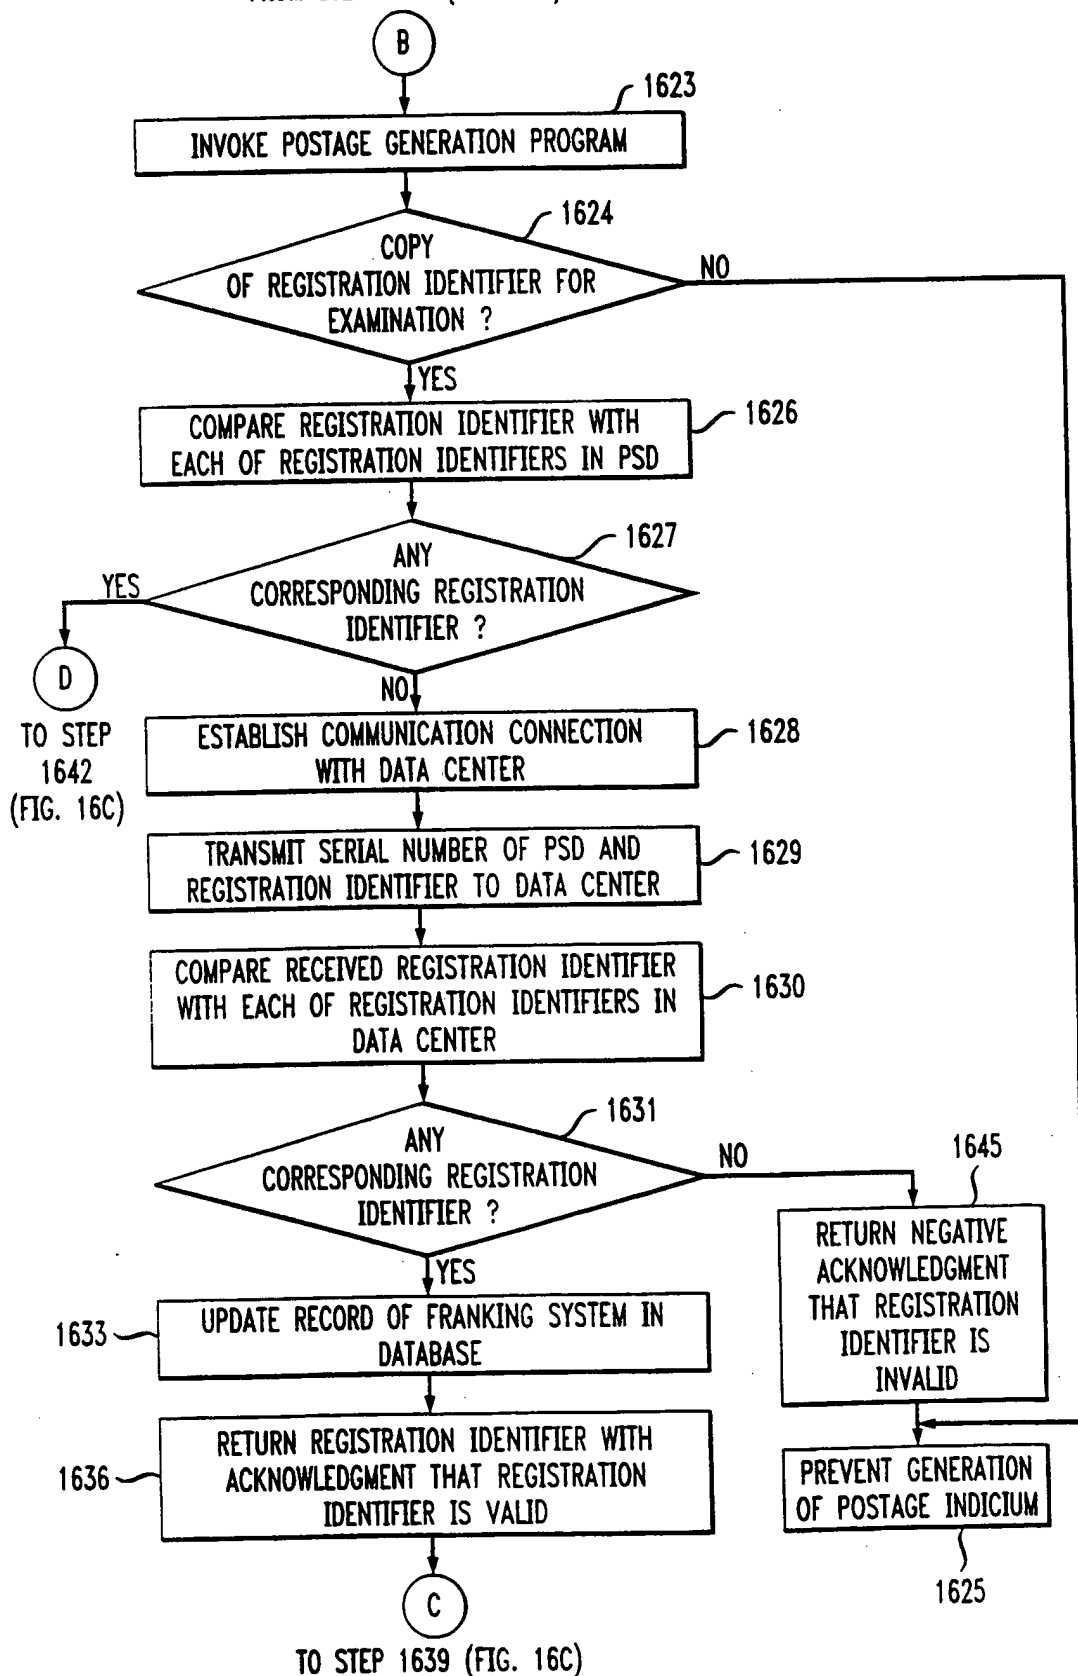 B
1623
INVOKE POSTAGE GENERATION PROGRAM
1624
COPY
OF REGISTRATION IDENTIFIER FOR
EXAMINATION ?
NO
YES
COMPARE REGISTRATION IDENTIFIER WITH
EACH OF REGISTRATION IDENTIFIERS IN PSD
1626
1627
ANY
CORRESPONDING REGISTRATION
IDENTIFIER ?
YES
D
TO STEP
1642
(FIG. 16C)
NO
ESTABLISH COMMUNICATION CONNECTION
WITH DATA CENTER
1628
TRANSMIT SERIAL NUMBER OF PSD AND
REGISTRATION IDENTIFIER TO DATA CENTER
1629
COMPARE RECEIVED REGISTRATION IDENTIFIER
WITH EACH OF REGISTRATION IDENTIFIERS IN
DATA CENTER
1630
1631
ANY
CORRESPONDING REGISTRATION
IDENTIFIER ?
NO
1645
RETURN NEGATIVE
ACKNOWLEDGMENT
THAT REGISTRATION
IDENTIFIER IS
INVALID
YES
1633
UPDATE RECORD OF FRANKING SYSTEM IN
DATABASE
1636
RETURN REGISTRATION IDENTIFIER WITH
ACKNOWLEDGMENT THAT REGISTRATION
IDENTIFIER IS VALID
PREVENT GENERATION
OF POSTAGE INDICIUM
1625
C
TO STEP 1639 (FIG. 16C)